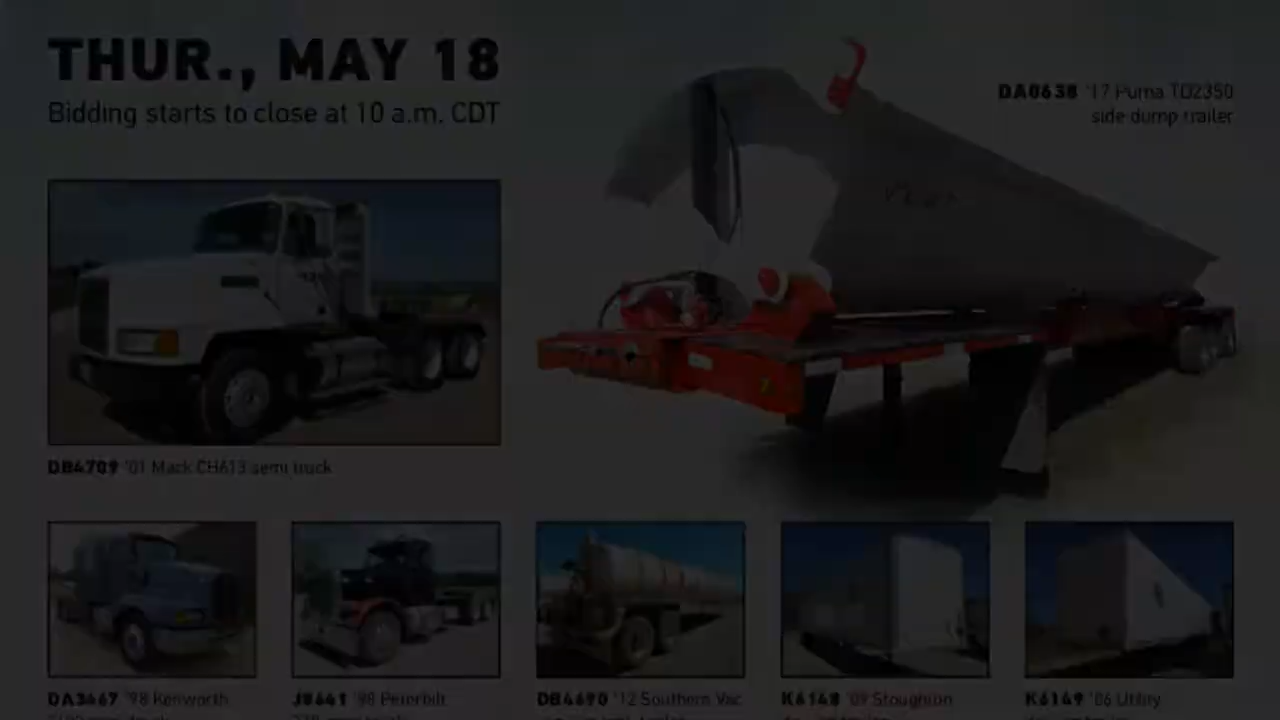 THUR., MAY 18
Bidding starts to close at 10 a.m. CDT
DA0638 '17 Puma TD2350
side dump trailer
DB4709 '01 Mack CH613 semi truck
DA3467 '98 Kenworth
J8641 '98 Peterbilt
DB4690 '12 Southern Vac
K6148 '09 Stoughton
K6149 '06 Utility